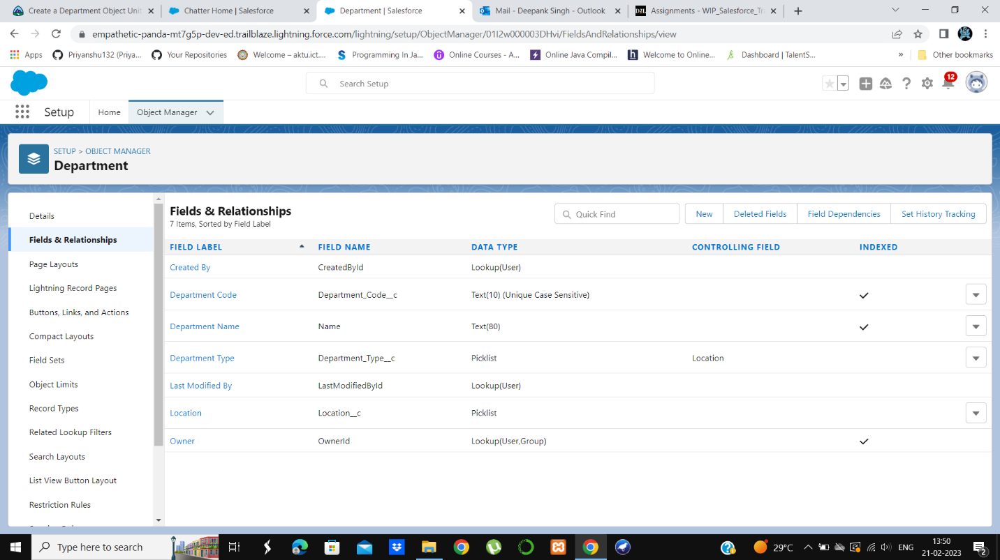 Create a Department Object Unit
Chatter Home | Salesforce
Department | Salesforce
Mail - Deepank Singh - Outlook
D2L Assignments - WIP_Salesforce_Tra
empathetic-panda-mt7g5p-dev-ed.trailblaze.lightning.force.com/lightning/setup/ObjectManager/01I2w000003DHvi/FieldsAndRelationships/view
Apps
Priyanshu132 (Priya...
Your Repositories
Welcome – aktu.ict....
Programming In Ja...
Online Courses - A...
Online Java Compil...
Welcome to Online...
Dashboard | TalentS...
»
Other bookmarks
Search Setup
12
Setup
Home
Object Manager
SETUP > OBJECT MANAGER
Department
Details
Fields & Relationships
Page Layouts
Lightning Record Pages
Buttons, Links, and Actions
Compact Layouts
Field Sets
Object Limits
Record Types
Related Lookup Filters
Search Layouts
List View Button Layout
Restriction Rules
Fields & Relationships
7 Items, Sorted by Field Label
Quick Find
New
Deleted Fields
Field Dependencies
Set History Tracking
FIELD LABEL FIELD NAME DATA TYPE CONTROLLING FIELD INDEXED
Created By CreatedById Lookup(User)
Department Code Department_Code__c Text(10) (Unique Case Sensitive)
Department Name Name Text(80)
Department Type Department_Type__c Picklist Location
Last Modified By LastModifiedById Lookup(User)
Location Location__c Picklist
Owner OwnerId Lookup(User,Group)
Type here to search
29°C
ENG
13:50
21-02-2023
2